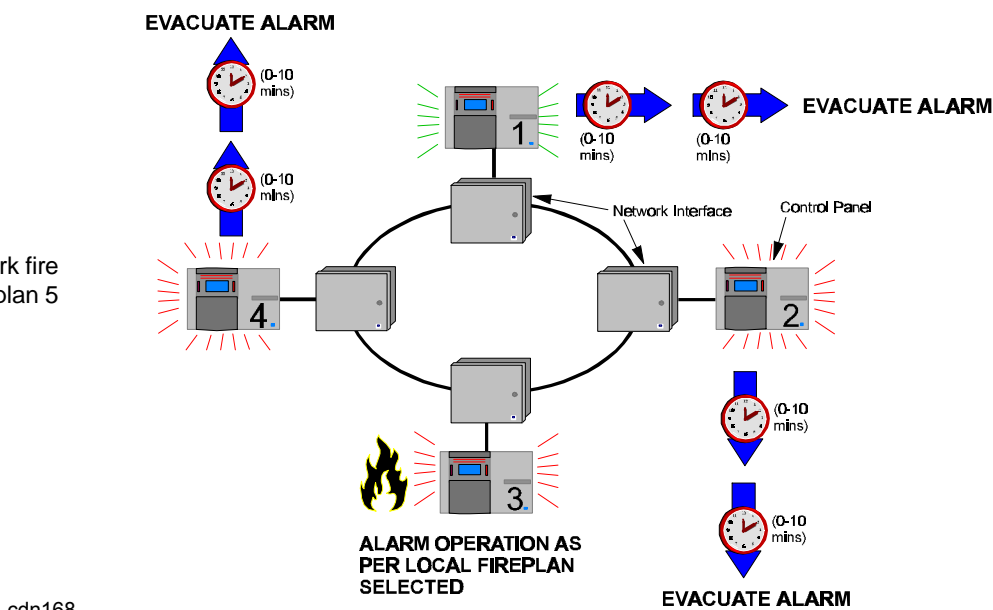 EVACUATE ALARM
(0-10
mins)
(0-10
mins)
1
(0-10
mins)
(0-10
mins)
EVACUATE ALARM
Network Interface
Control Panel
rk fire
plan 5
4
2
(0-10
mins)
(0-10
mins)
3
ALARM OPERATION AS
PER LOCAL FIREPLAN
SELECTED
EVACUATE ALARM
cdn168